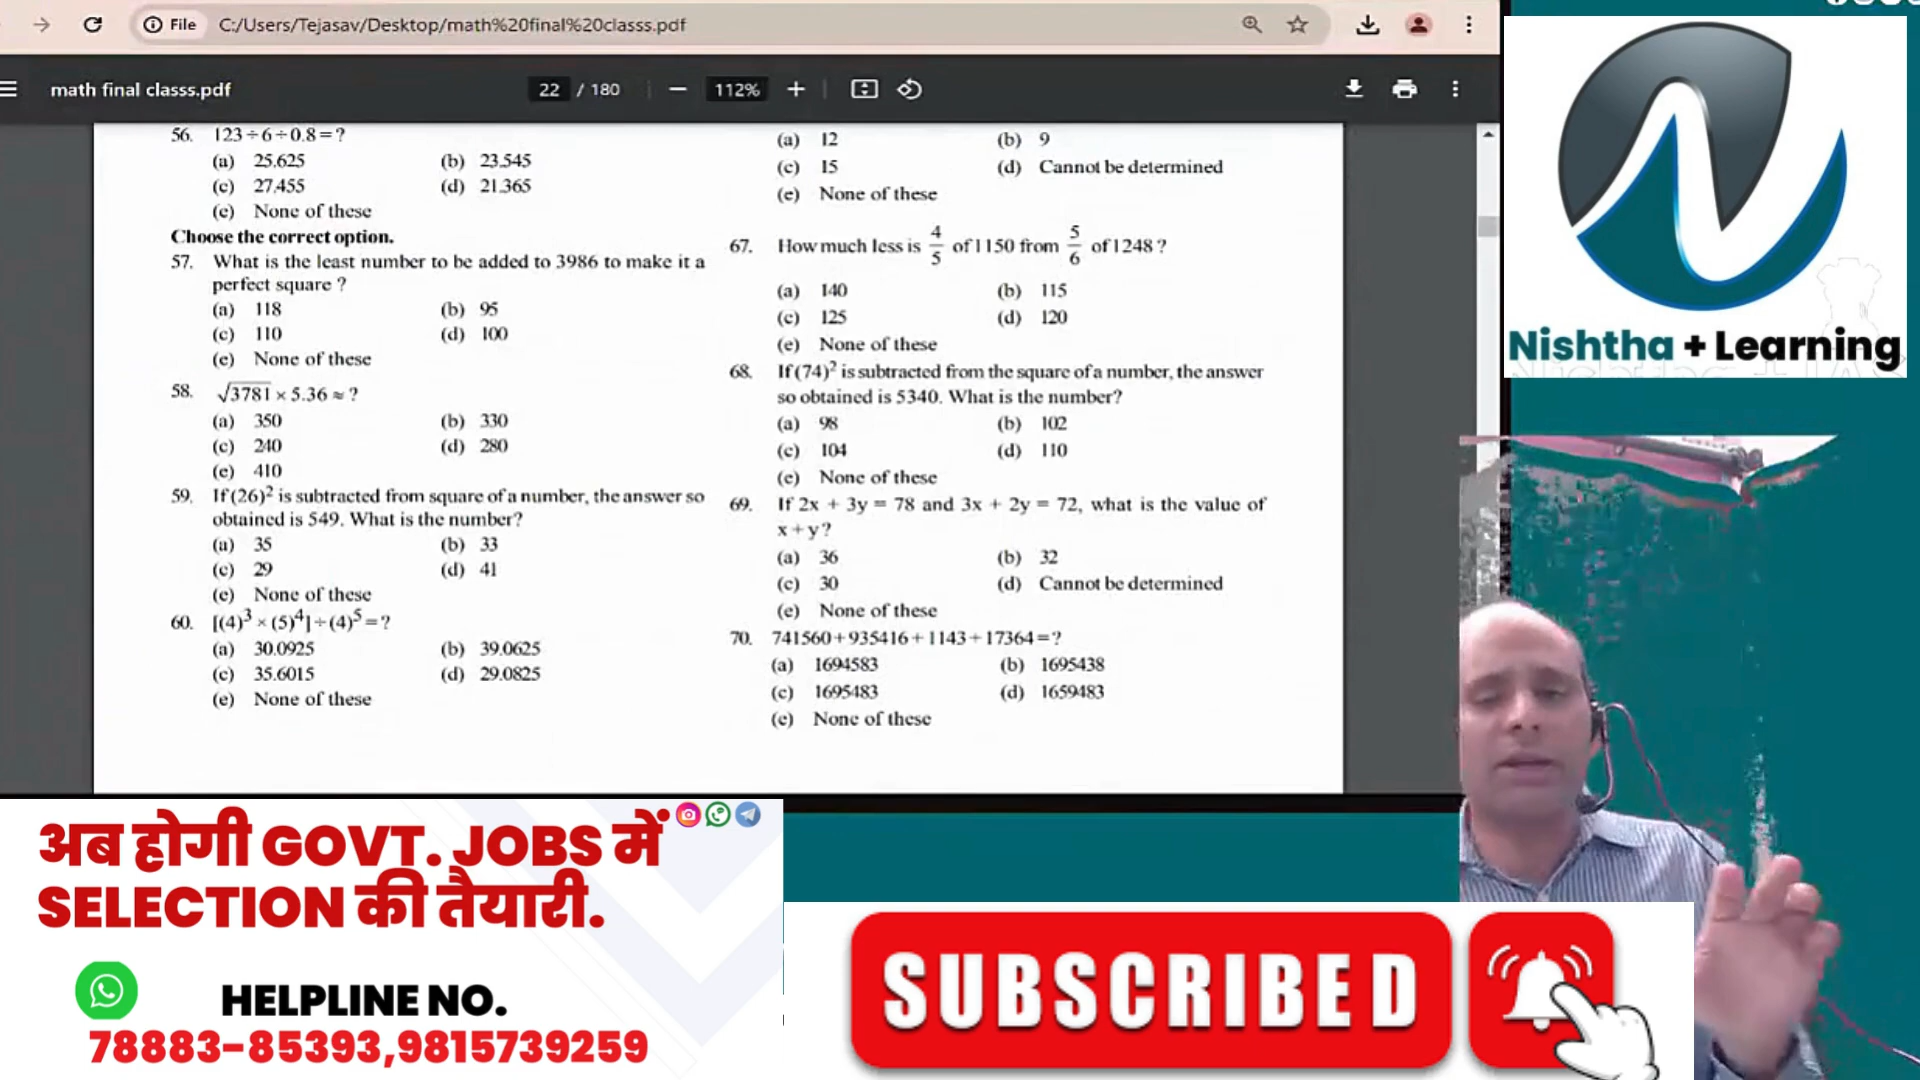 File C:/Users/Tejasav/Desktop/math%20final%20classs.pdf
math final classs.pdf 22 / 180 112%
56. 123÷6÷0.8=?
(a) 25.625 (b) 23.545
(c) 27.455 (d) 21.365
(e) None of these
Choose the correct option.
57. What is the least number to be added to 3986 to make it a
perfect square ?
(a) 118 (b) 95
(c) 110 (d) 100
(e) None of these
58. √3781 × 5.36 ≈ ?
(a) 350 (b) 330
(c) 240 (d) 280
(e) 410
59. If (26)² is subtracted from square of a number, the answer so
obtained is 549. What is the number?
(a) 35 (b) 33
(c) 29 (d) 41
(e) None of these
60. [(4)³ × (5)⁴] ÷ (4)⁵ = ?
(a) 30.0925 (b) 39.0625
(c) 35.6015 (d) 29.0825
(e) None of these
(a) 12 (b) 9
(c) 15 (d) Cannot be determined
(e) None of these
67. How much less is 4/5 of 1150 from 5/6 of 1248 ?
(a) 140 (b) 115
(c) 125 (d) 120
(e) None of these
68. If (74)² is subtracted from the square of a number, the answer
so obtained is 5340. What is the number?
(a) 98 (b) 102
(c) 104 (d) 110
(e) None of these
69. If 2x + 3y = 78 and 3x + 2y = 72, what is the value of
x + y?
(a) 36 (b) 32
(c) 30 (d) Cannot be determined
(e) None of these
70. 741560+935416+1143+17364=?
(a) 1694583 (b) 1695438
(c) 1695483 (d) 1659483
(e) None of these
Nishtha + Learning
अब होगी GOVT. JOBS में
SELECTION की तैयारी.
HELPLINE NO.
78883-85393,9815739259
SUBSCRIBED